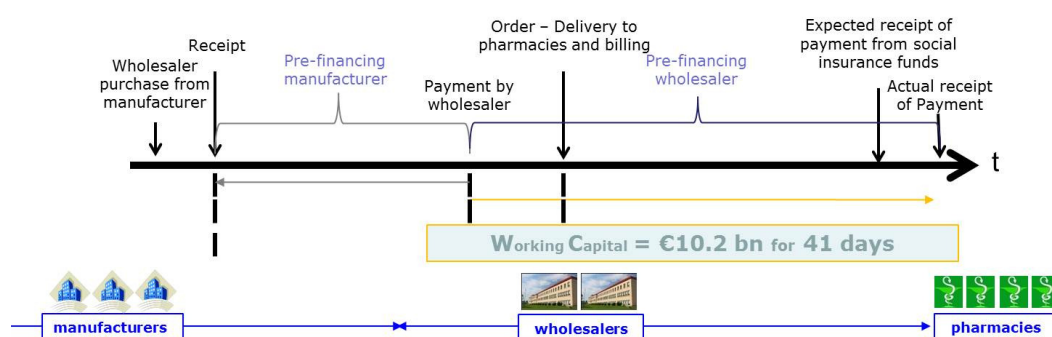 Order – Delivery to
pharmacies and billing
Expected receipt of
payment from social
insurance funds
Receipt
Wholesaler
purchase from
manufacturer
Pre-financing
manufacturer
Payment by
wholesaler
Pre-financing
wholesaler
Actual receipt
of Payment
t
Working Capital = €10.2 bn for 41 days
manufacturers
wholesalers
pharmacies